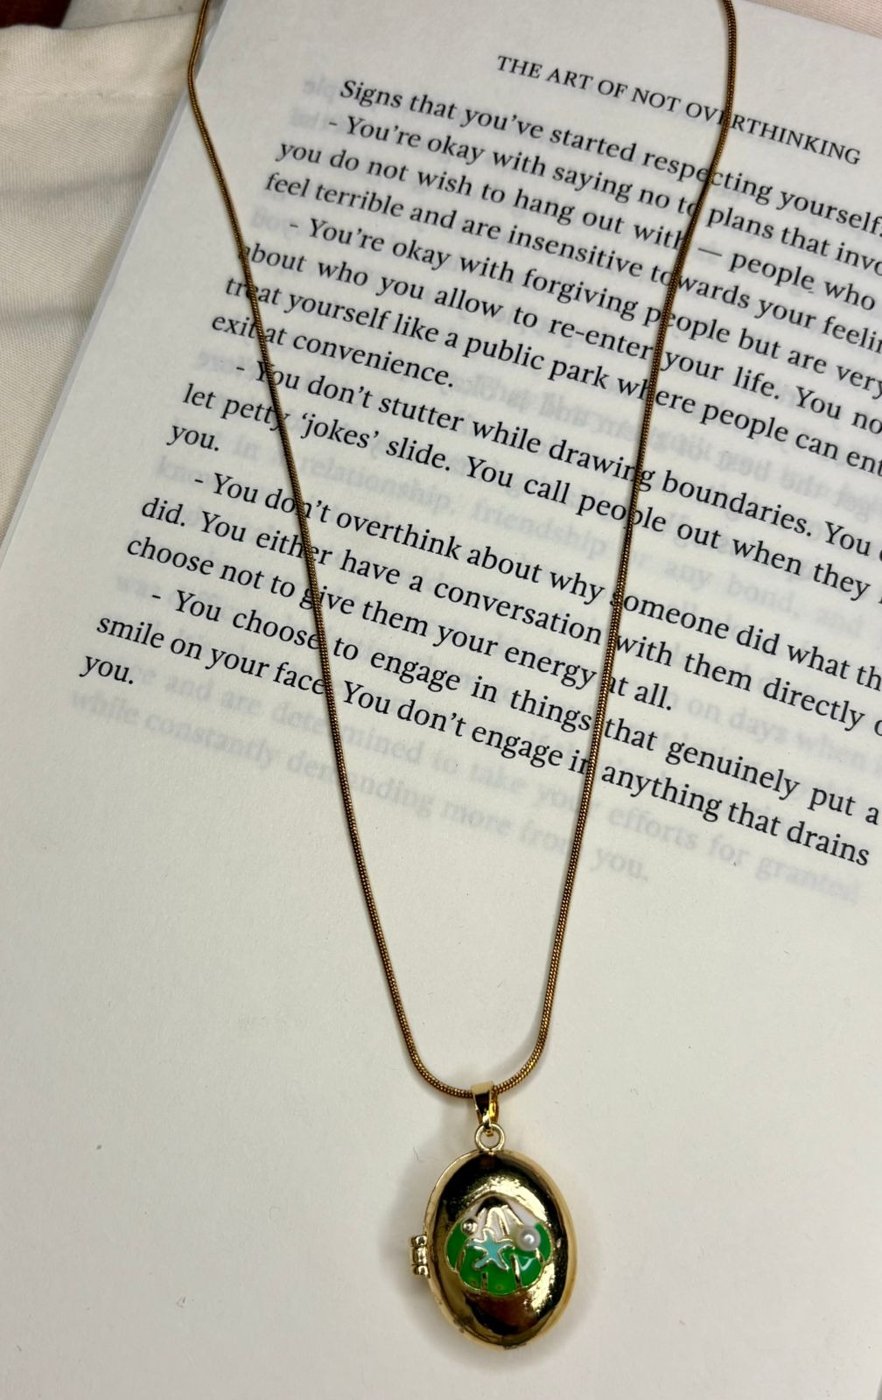 THE ART OF NOT OVERTHINKING
Signs that you've started respecting yourself:
- You're okay with saying no to plans that invo
you do not wish to hang out with — people who
feel terrible and are insensitive towards your feelin
- You're okay with forgiving people but are very
about who you allow to re-enter your life. You no
treat yourself like a public park where people can ent
exit at convenience.
- You don't stutter while drawing boundaries. You
let petty 'jokes' slide. You call people out when they
you.
- You don't overthink about why someone did what th
did. You either have a conversation with them directly o
choose not to give them your energy at all.
- You choose to engage in things that genuinely put a
smile on your face. You don't engage in anything that drains
you.